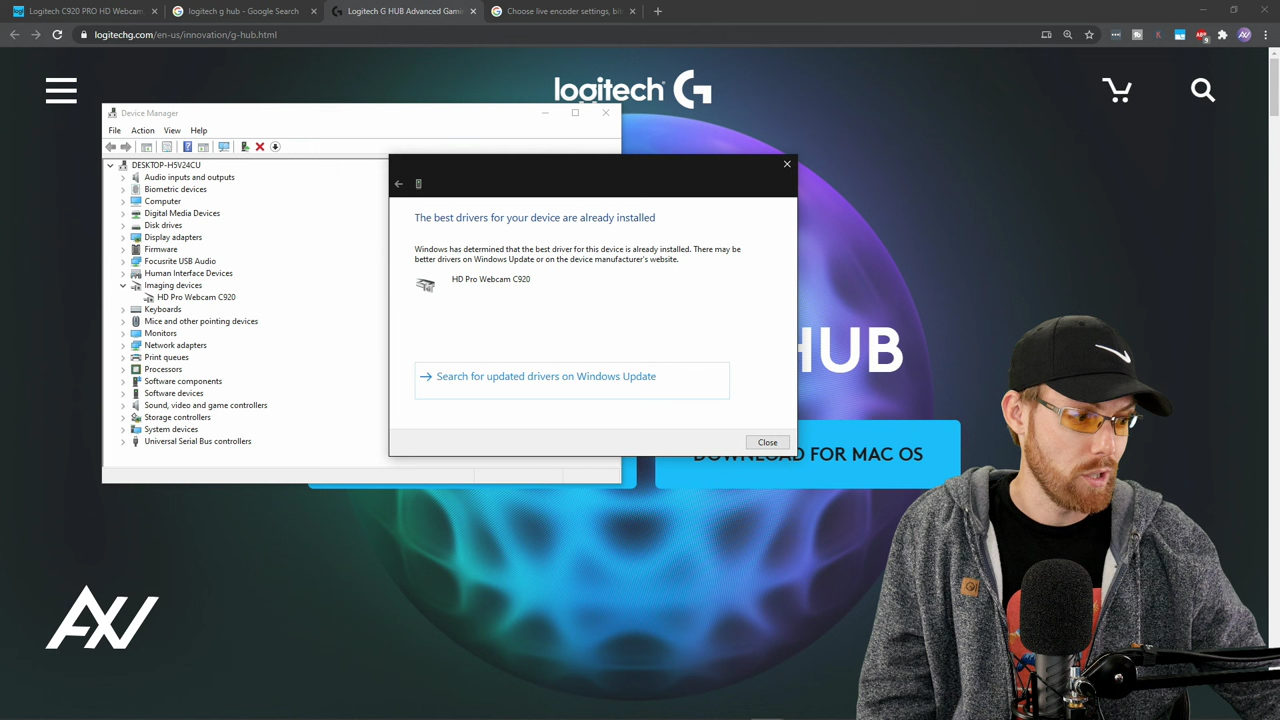 Logitech C920 PRO HD Webcam
logitech g hub - Google Search
Logitech G HUB Advanced Gami
Choose live encoder settings, bit
logitechg.com/en-us/innovation/g-hub.html
logitech G
Device Manager
File Action View Help
DESKTOP-H5V24CU
Audio inputs and outputs
Biometric devices
Computer
Digital Media Devices
Disk drives
Display adapters
Firmware
Focusrite USB Audio
Human Interface Devices
Imaging devices
HD Pro Webcam C920
Keyboards
Mice and other pointing devices
Monitors
Network adapters
Print queues
Processors
Software components
Software devices
Sound, video and game controllers
Storage controllers
System devices
Universal Serial Bus controllers
The best drivers for your device are already installed
Windows has determined that the best driver for this device is already installed. There may be
better drivers on Windows Update or on the device manufacturer's website.
HD Pro Webcam C920
Search for updated drivers on Windows Update
Close
HUB
DOWNLOAD FOR MAC OS